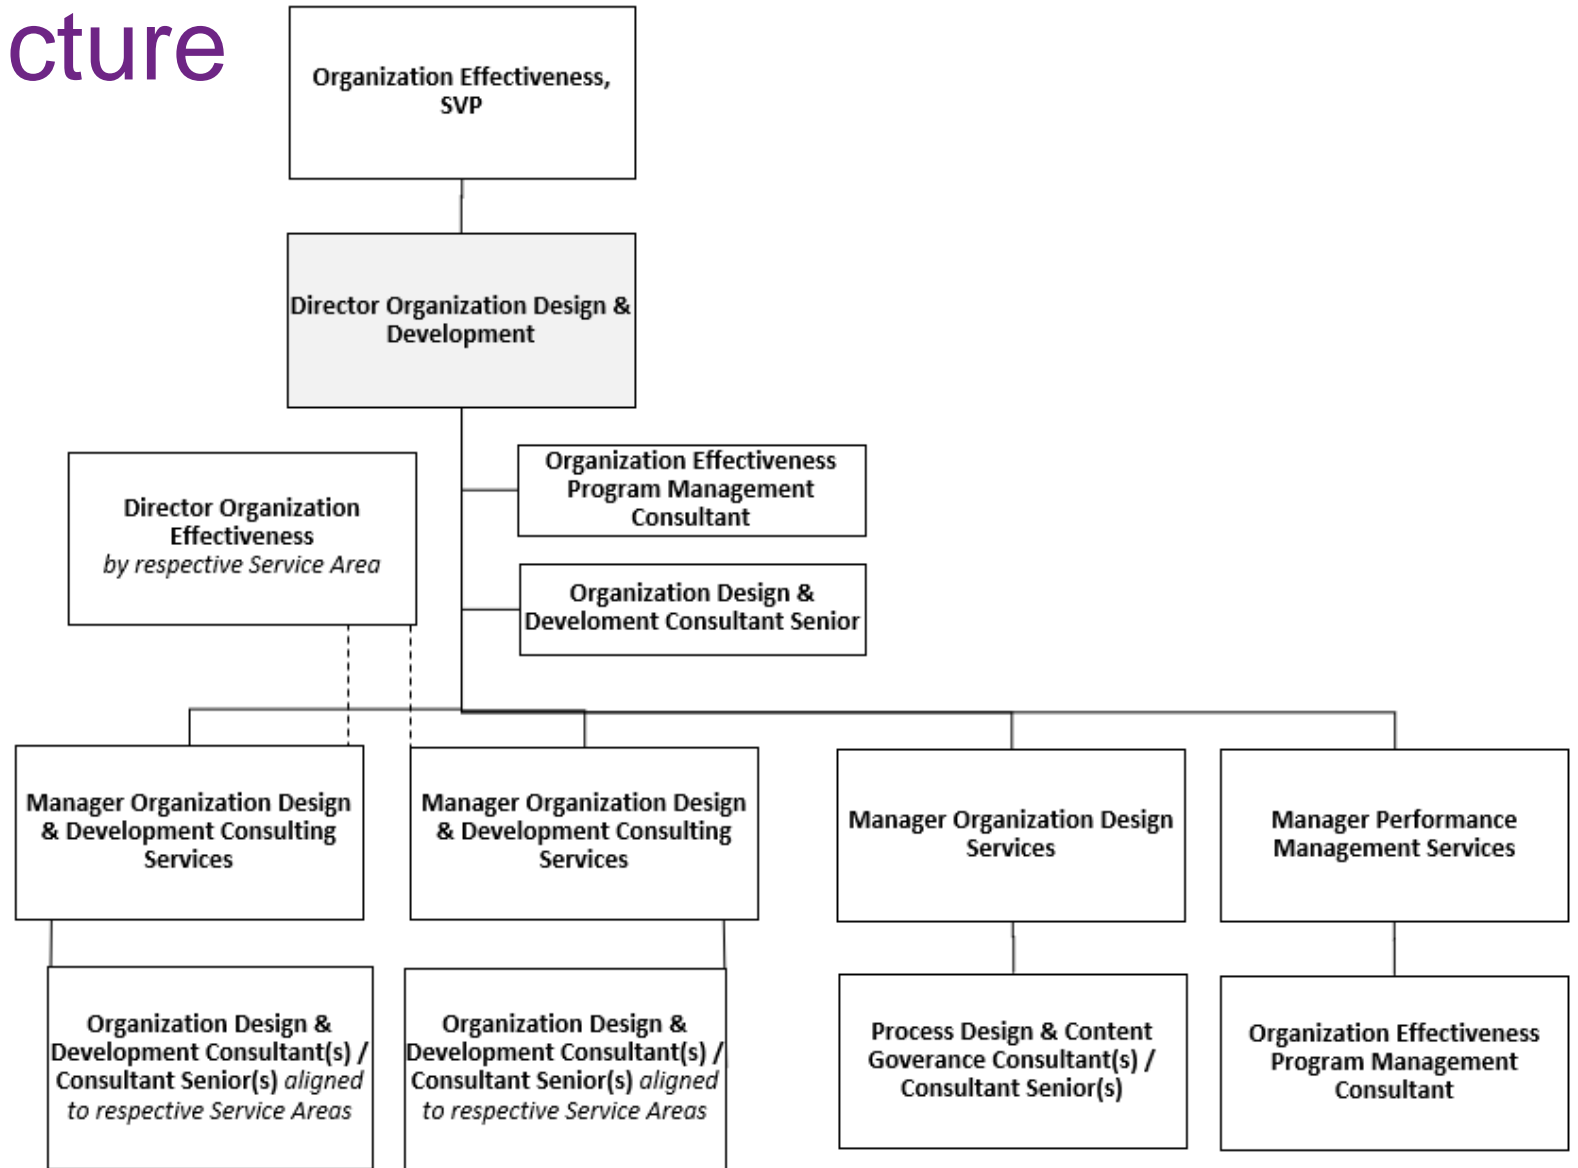 cture
Organization Effectiveness,
SVP
Director Organization Design &
Development
Director Organization
Effectiveness
by respective Service Area
Organization Effectiveness
Program Management
Consultant
Organization Design &
Develoment Consultant Senior
Manager Organization Design
& Development Consulting
Services
Manager Organization Design
& Development Consulting
Services
Manager Organization Design
Services
Manager Performance
Management Services
Organization Design &
Development Consultant(s) /
Consultant Senior(s) aligned
to respective Service Areas
Organization Design &
Development Consultant(s) /
Consultant Senior(s) aligned
to respective Service Areas
Process Design & Content
Goverance Consultant(s) /
Consultant Senior(s)
Organization Effectiveness
Program Management
Consultant